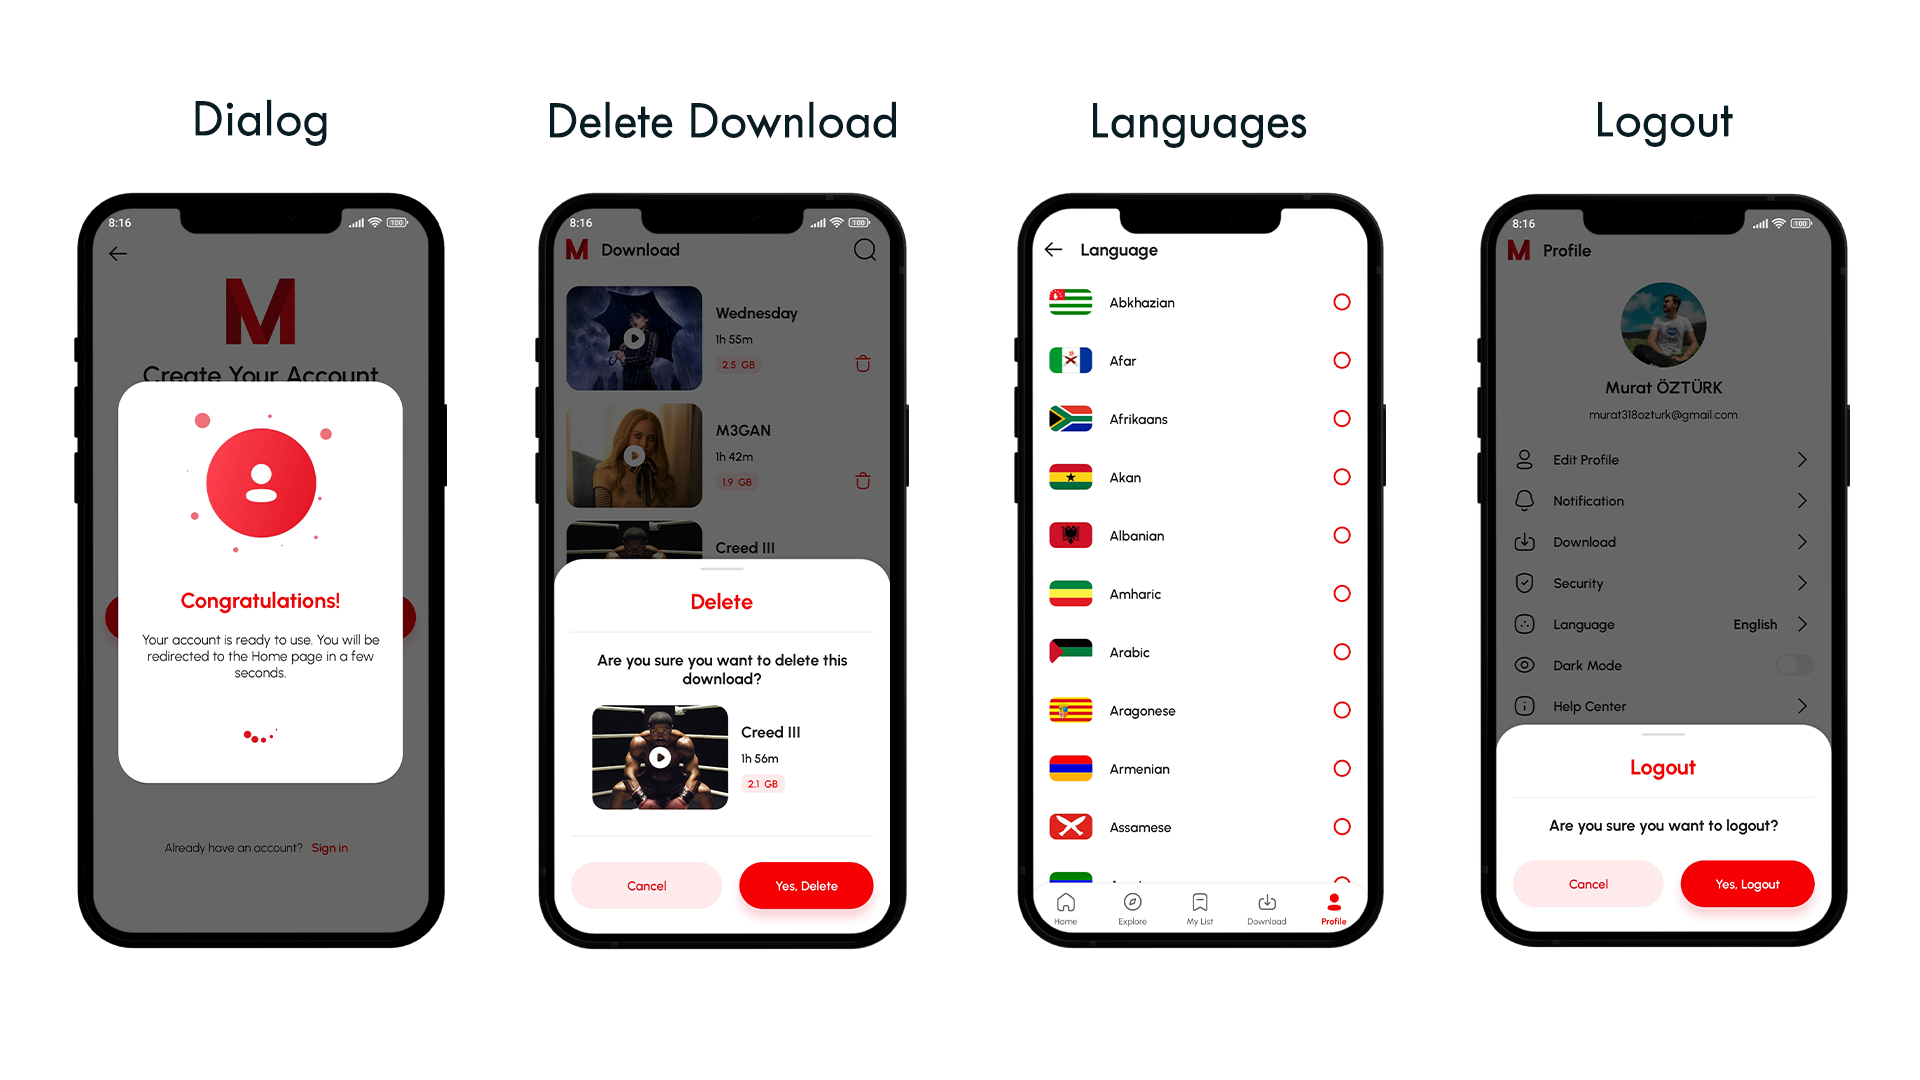 Dialog
Delete Download
Languages
Logout
8:16
100
M
Create Your Account
Congratulations!
Your account is ready to use. You will be
redirected to the Home page in a few
seconds.
Already have an account? Sign in
8:16
100
M Download
Wednesday
1h 55m
2.5 GB
M3GAN
1h 42m
1.9 GB
Creed III
Delete
Are you sure you want to delete this
download?
Creed III
1h 56m
2.1 GB
Cancel
Yes, Delete
Language
Abkhazian
Afar
Afrikaans
Akan
Albanian
Amharic
Arabic
Aragonese
Armenian
Assamese
Home
Explore
My List
Download
Profile
8:16
100
M Profile
Murat ÖZTÜRK
murat318ozturk@gmail.com
Edit Profile
Notification
Download
Security
Language English
Dark Mode
Help Center
Logout
Are you sure you want to logout?
Cancel
Yes, Logout